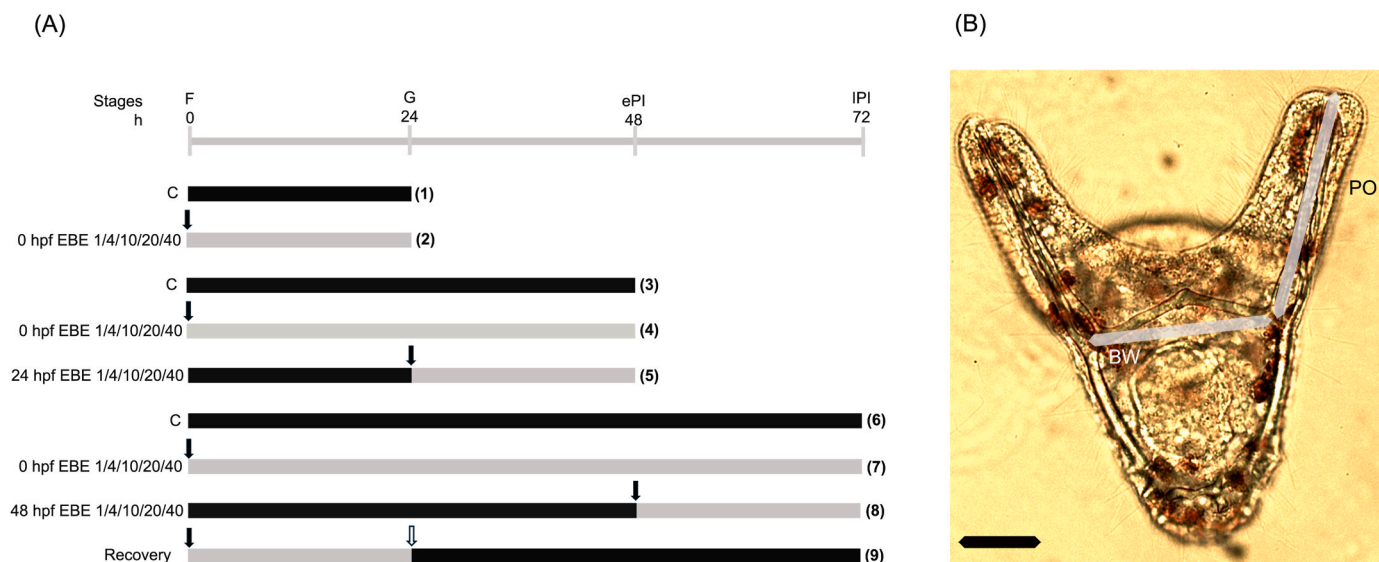 (A)
Stages F G ePl lPl
h 0 24 48 72
C (1)
0 hpf EBE 1/4/10/20/40 (2)
C (3)
0 hpf EBE 1/4/10/20/40 (4)
24 hpf EBE 1/4/10/20/40 (5)
C (6)
0 hpf EBE 1/4/10/20/40 (7)
48 hpf EBE 1/4/10/20/40 (8)
Recovery (9)
(B)
PO
BW